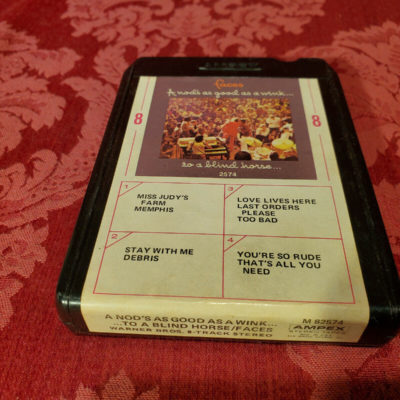 Faces
A nod's as good as a wink...
8
8
...to a blind horse...
2574
1
MISS JUDY'S
FARM
MEMPHIS
3
LOVE LIVES HERE
LAST ORDERS
PLEASE
TOO BAD
2
STAY WITH ME
DEBRIS
4
YOU'RE SO RUDE
THAT'S ALL YOU
NEED
A NOD'S AS GOOD AS A WINK...
...TO A BLIND HORSE/FACES
WARNER BROS. 8-TRACK STEREO
M 82574
AMPEX
STEREO TAPES